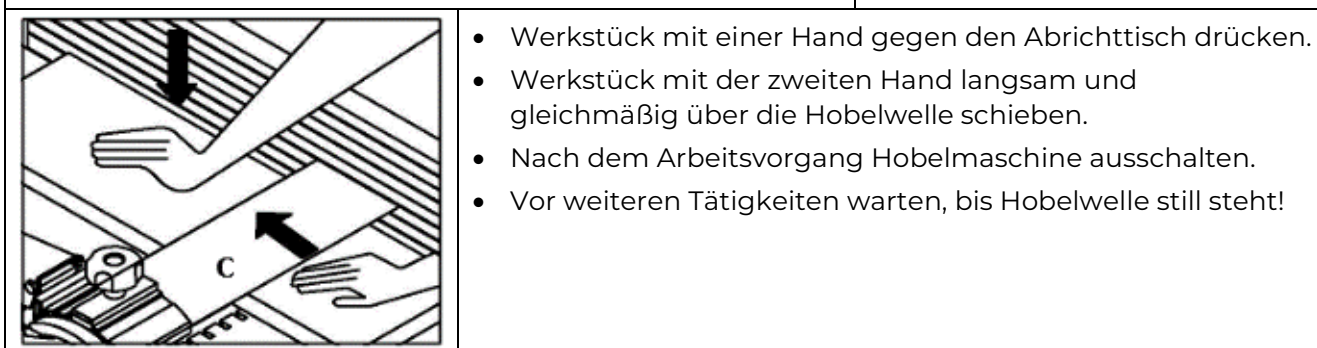 • Werkstück mit einer Hand gegen den Abrichttisch drücken.
• Werkstück mit der zweiten Hand langsam und
gleichmäßig über die Hobelwelle schieben.
• Nach dem Arbeitsvorgang Hobelmaschine ausschalten.
• Vor weiteren Tätigkeiten warten, bis Hobelwelle still steht!
C